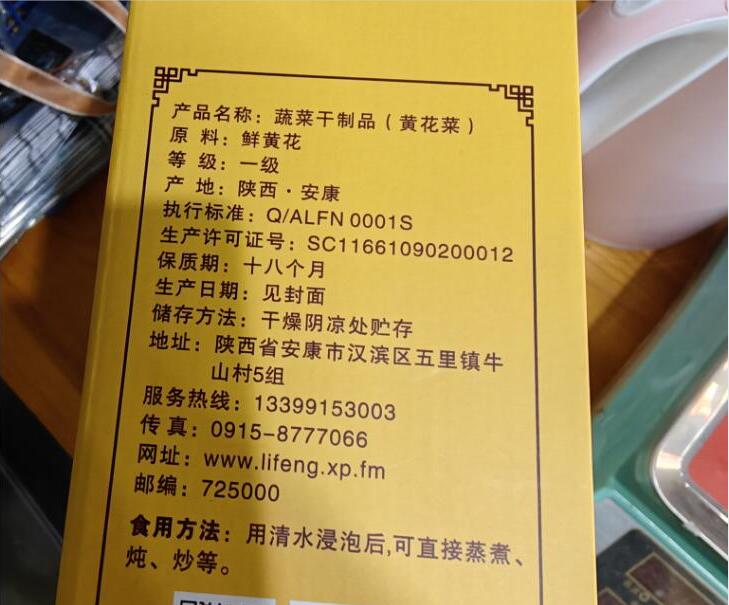 产品名称：蔬菜干制品（黄花菜）
原 料：鲜黄花
等 级：一级
产 地：陕西·安康
执行标准：Q/ALFN 0001S
生产许可证号：SC11661090200012
保质期：十八个月
生产日期：见封面
储存方法：干燥阴凉处贮存
地址：陕西省安康市汉滨区五里镇牛
山村5组
服务热线：13399153003
传 真：0915-8777066
网址：www.lifeng.xp.fm
邮编：725000
食用方法：用清水浸泡后,可直接蒸煮、
炖、炒等。